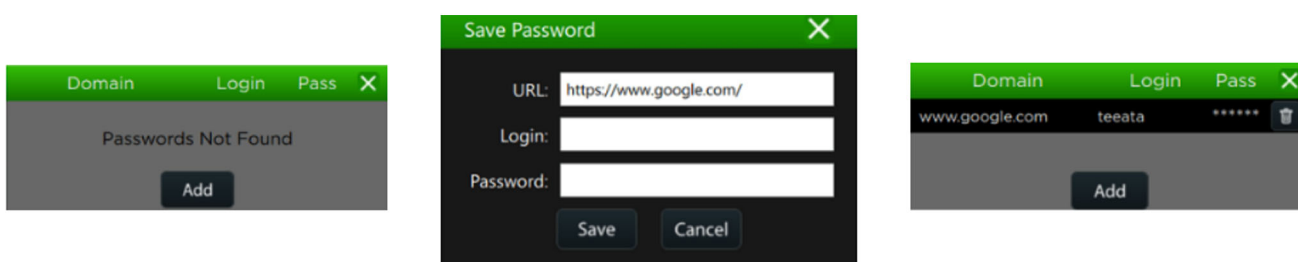 Domain Login Pass
Passwords Not Found
Add
Save Password
URL: https://www.google.com/
Login:
Password:
Save Cancel
Domain Login Pass
www.google.com teeata ******
Add